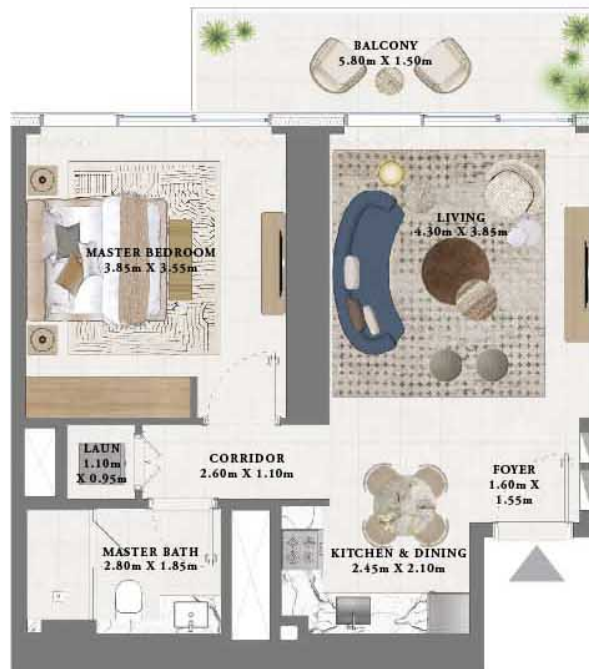 BALCONY
5.80m X 1.50m
MASTER BEDROOM
3.85m X 3.55m
LIVING
4.30m X 3.85m
LAUN
1.10m
X 0.95m
CORRIDOR
2.60m X 1.10m
FOYER
1.60m X
1.55m
MASTER BATH
2.80m X 1.85m
KITCHEN & DINING
2.45m X 2.10m